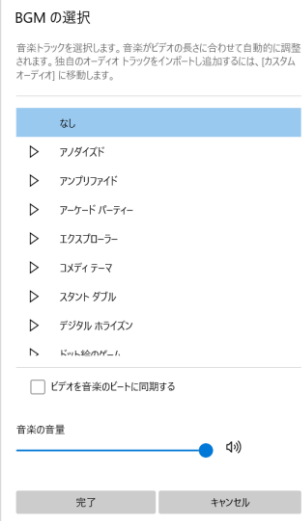 BGM の選択
音楽トラックを選択します。音楽がビデオの長さに合わせて自動的に調整
されます。独自のオーディオ トラックをインポートし追加するには、[カスタム
オーディオ] に移動します。
なし
アノダイズド
アンプリファイド
アーケード パーティー
エクスプローラー
コメディ テーマ
スタント ダブル
デジタル ホライズン
ドット絵のゲーム
ビデオを音楽のビートに同期する
音楽の音量
完了
キャンセル